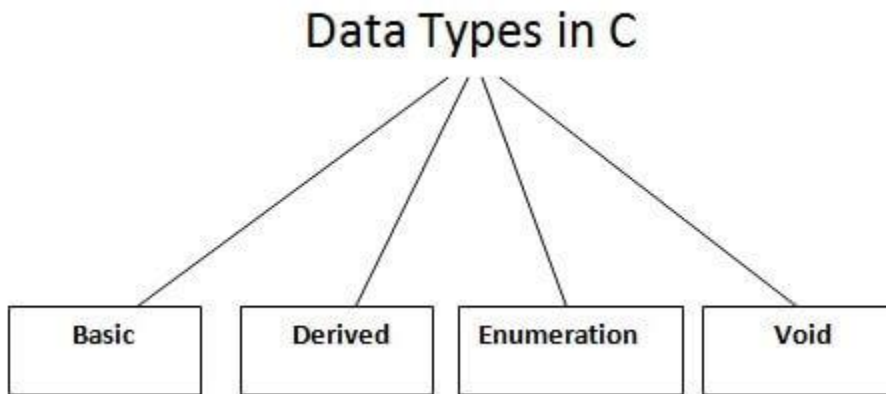 Data Types in C
Basic
Derived
Enumeration
Void